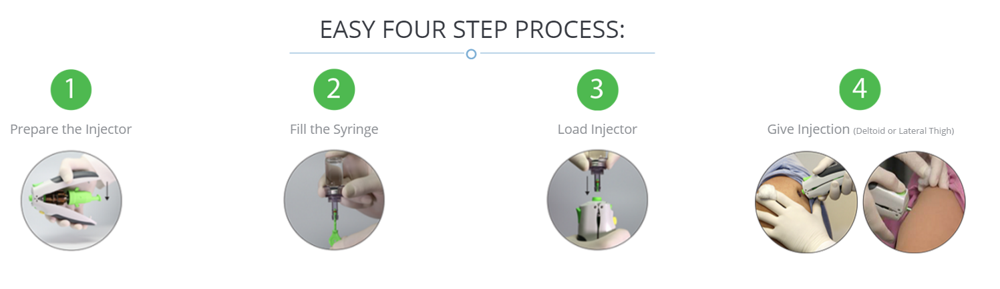 EASY FOUR STEP PROCESS:
1
Prepare the Injector
2
Fill the Syringe
3
Load Injector
4
Give Injection (Deltoid or Lateral Thigh)